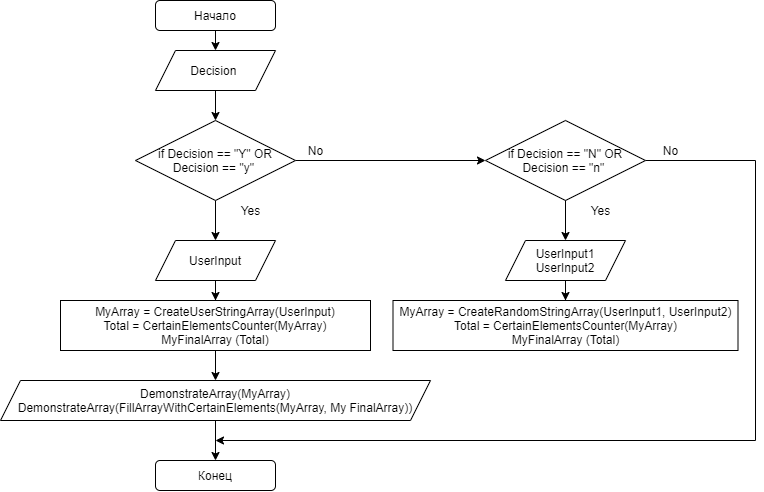 Начало
Decision
if Decision == "Y" OR
Decision == "y"
No
Yes
if Decision == "N" OR
Decision == "n"
No
Yes
UserInput
UserInput1
UserInput2
MyArray = CreateUserStringArray(UserInput)
Total = CertainElementsCounter(MyArray)
MyFinalArray (Total)
MyArray = CreateRandomStringArray(UserInput1, UserInput2)
Total = CertainElementsCounter(MyArray)
MyFinalArray (Total)
DemonstrateArray(MyArray)
DemonstrateArray(FillArrayWithCertainElements(MyArray, My FinalArray))
Конец